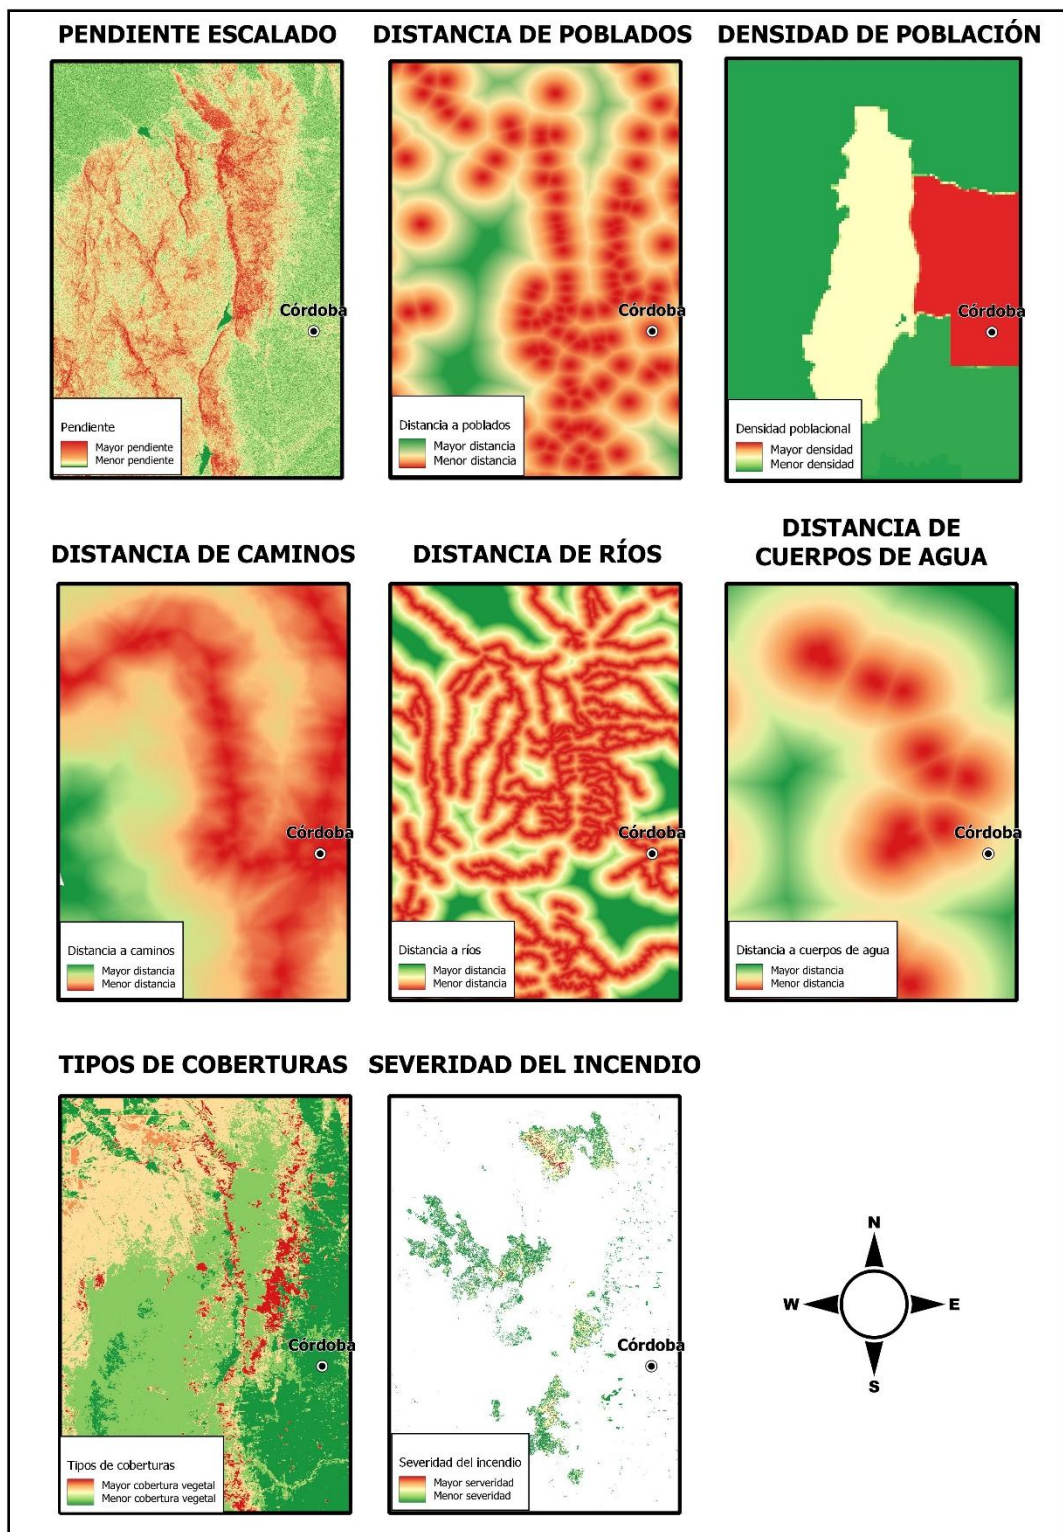 PENDIENTE ESCALADO
DISTANCIA DE POBLADOS
DENSIDAD DE POBLACIÓN
Córdoba
Pendiente
Mayor pendiente
Menor pendiente
Córdoba
Distancia a poblados
Mayor distancia
Menor distancia
Córdoba
Densidad poblacional
Mayor densidad
Menor densidad
DISTANCIA DE CAMINOS
DISTANCIA DE RÍOS
DISTANCIA DE
CUERPOS DE AGUA
Córdoba
Distancia a caminos
Mayor distancia
Menor distancia
Córdoba
Distancia a ríos
Mayor distancia
Menor distancia
Córdoba
Distancia a cuerpos de agua
Mayor distancia
Menor distancia
TIPOS DE COBERTURAS
SEVERIDAD DEL INCENDIO
Córdoba
Tipos de coberturas
Mayor cobertura vegetal
Menor cobertura vegetal
Córdoba
Severidad del incendio
Mayor serveridad
Menor severidad
N
W
E
S